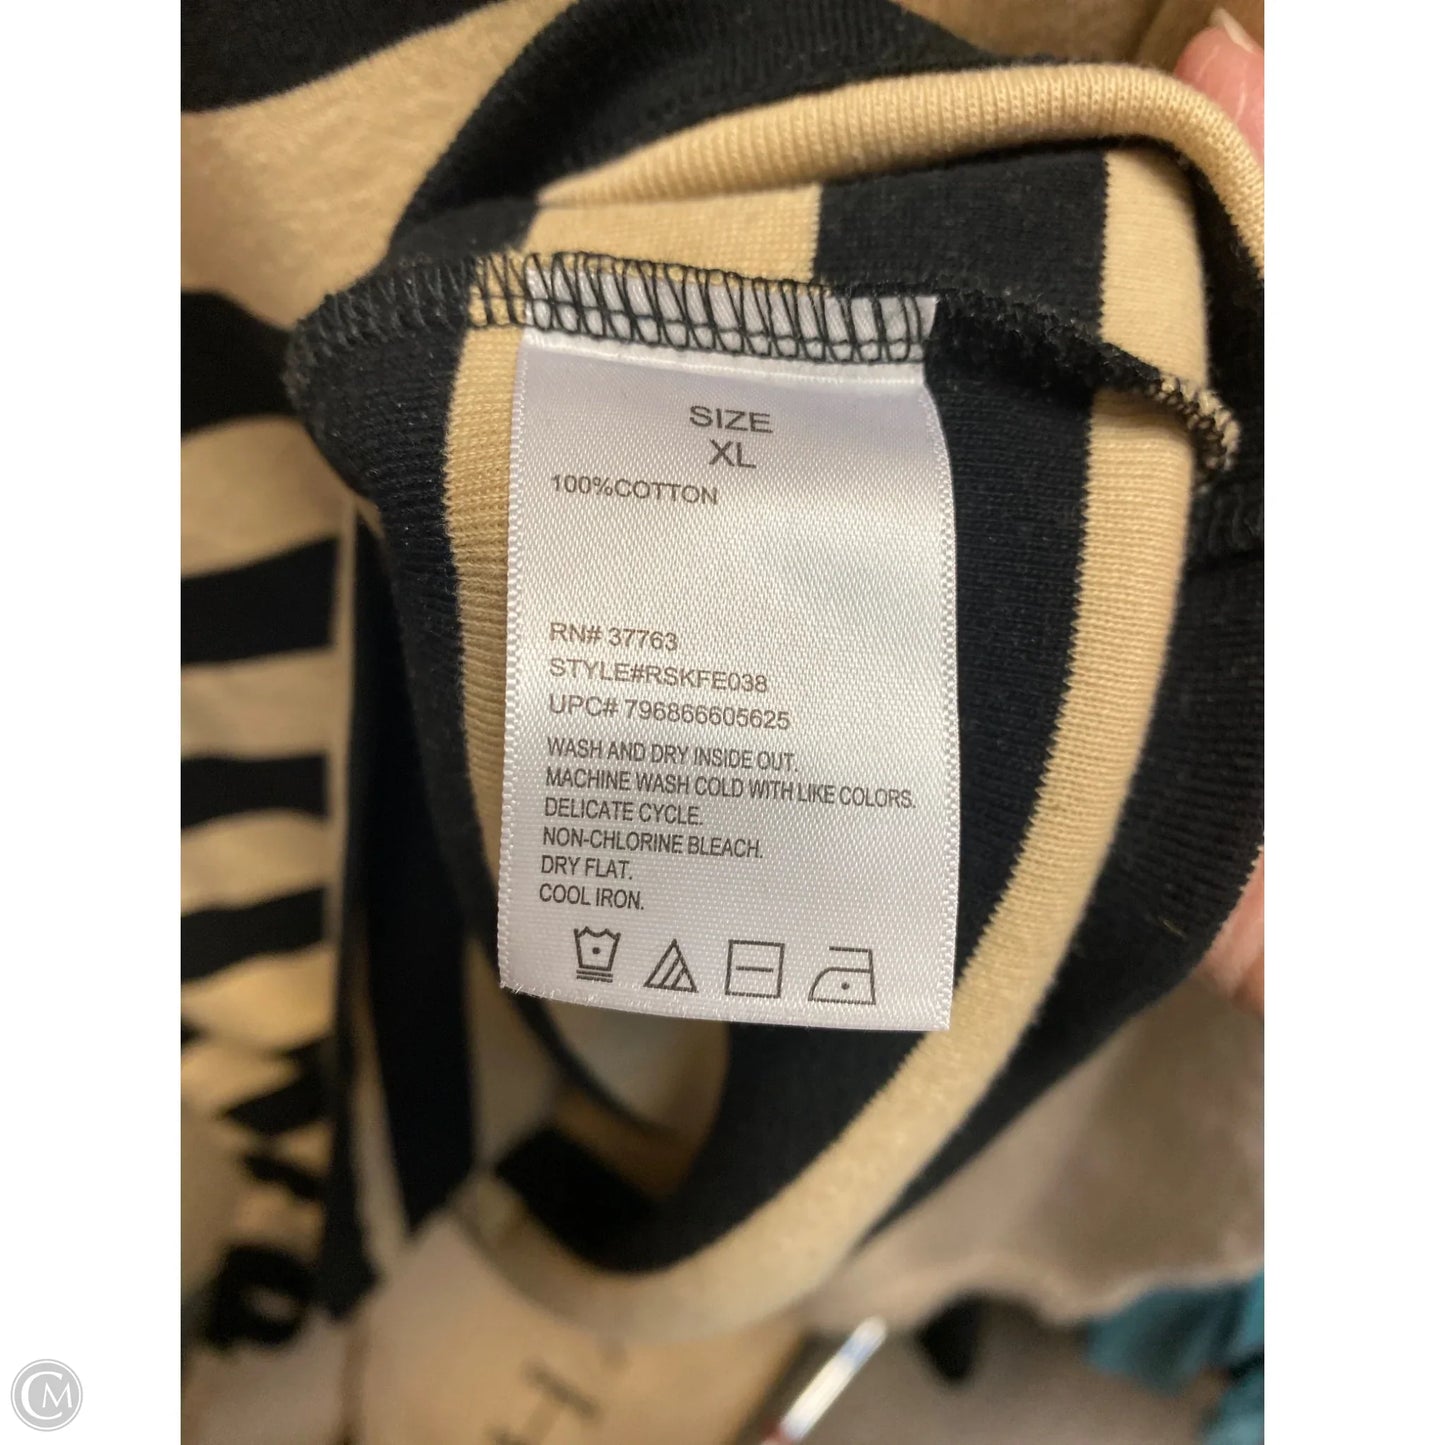 SIZE
XL
100%COTTON
RN# 37763
STYLE#RSKFE038
UPC# 796866605625
WASH AND DRY INSIDE OUT.
MACHINE WASH COLD WITH LIKE COLORS.
DELICATE CYCLE.
NON-CHLORINE BLEACH.
DRY FLAT.
COOL IRON.
CM